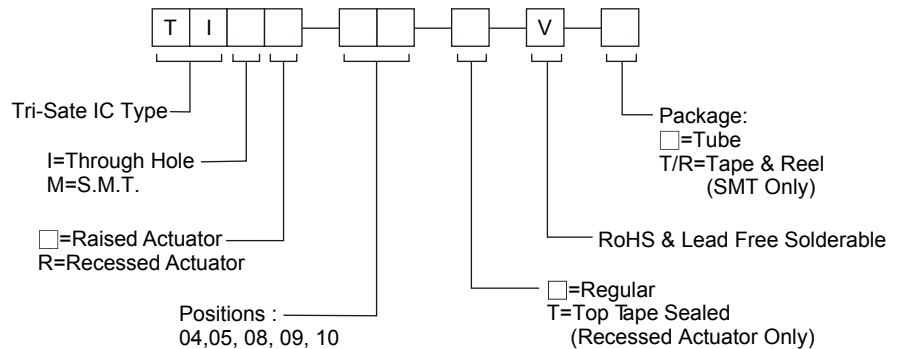 T I V
Tri-Sate IC Type
I=Through Hole
M=S.M.T.
□=Raised Actuator
R=Recessed Actuator
Positions :
04,05, 08, 09, 10
Package:
□=Tube
T/R=Tape & Reel
(SMT Only)
RoHS & Lead Free Solderable
□=Regular
T=Top Tape Sealed
(Recessed Actuator Only)